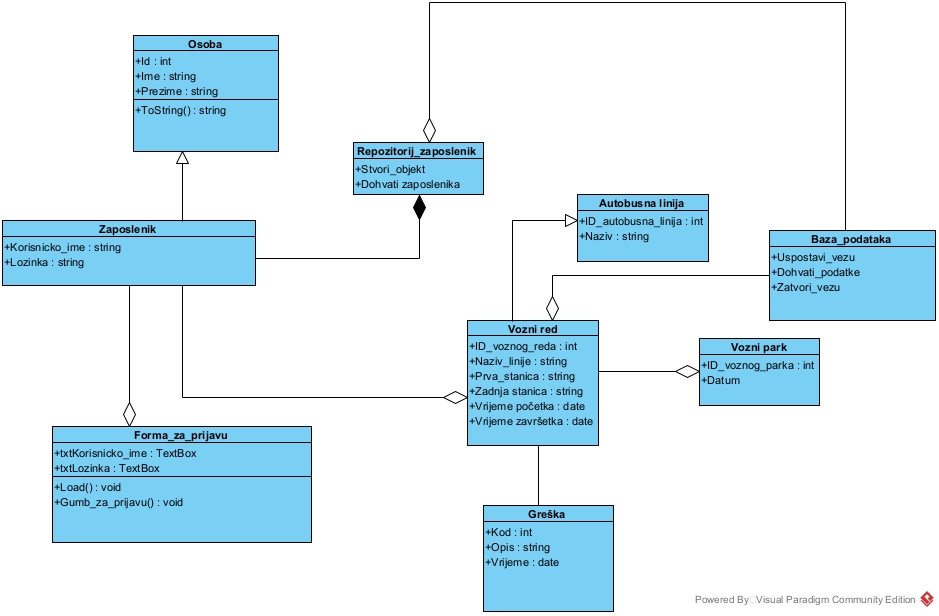 Osoba
+Id : int
+Ime : string
+Prezime : string
+ToString() : string
Repozitorij_zaposlenik
+Stvori_objekt
+Dohvati zaposlenika
Autobusna linija
+ID_autobusna_linija : int
+Naziv : string
Zaposlenik
+Korisnicko_ime : string
+Lozinka : string
Baza_podataka
+Uspostavi_vezu
+Dohvati_podatke
+Zatvori_vezu
Vozni red
+ID_voznog_reda : int
+Naziv_linije : string
+Prva_stanica : string
+Zadnja stanica : string
+Vrijeme početka : date
+Vrijeme završetka : date
Vozni park
+ID_voznog_parka : int
+Datum
Forma_za_prijavu
+txtKorisnicko_ime : TextBox
+txtLozinka : TextBox
+Load() : void
+Gumb_za_prijavu() : void
Greška
+Kod : int
+Opis : string
+Vrijeme : date
Powered By Visual Paradigm Community Edition